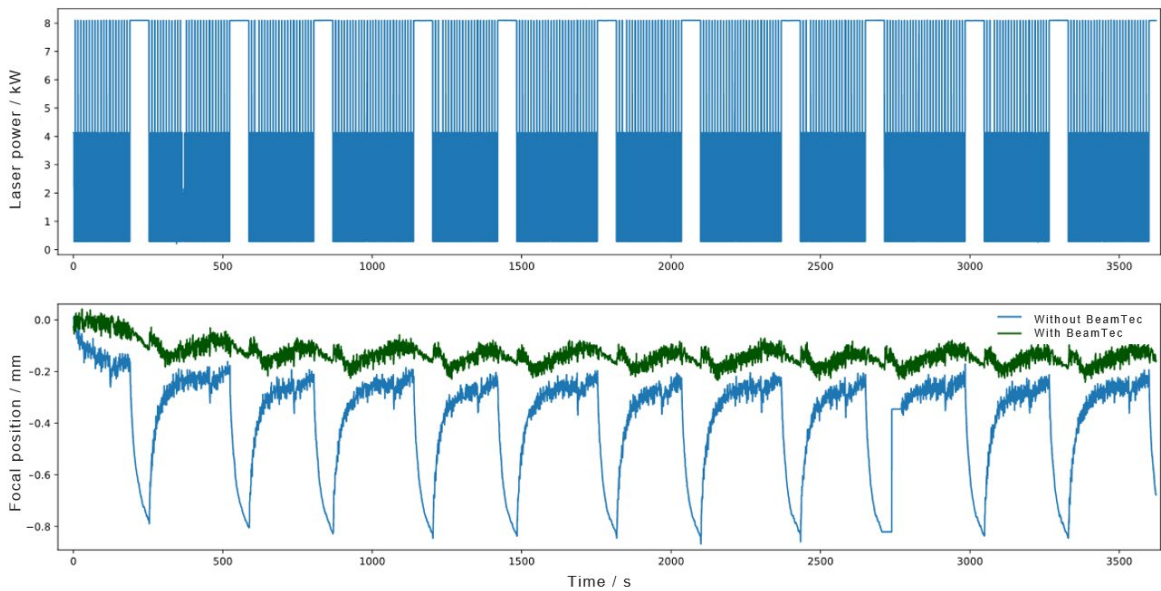 Laser power / kW
8
7
6
5
4
3
2
1
0
0 500 1000 1500 2000 2500 3000 3500
Focal position / mm
0.0
−0.2
−0.4
−0.6
−0.8
Without BeamTec
With BeamTec
0 500 1000 1500 2000 2500 3000 3500
Time / s